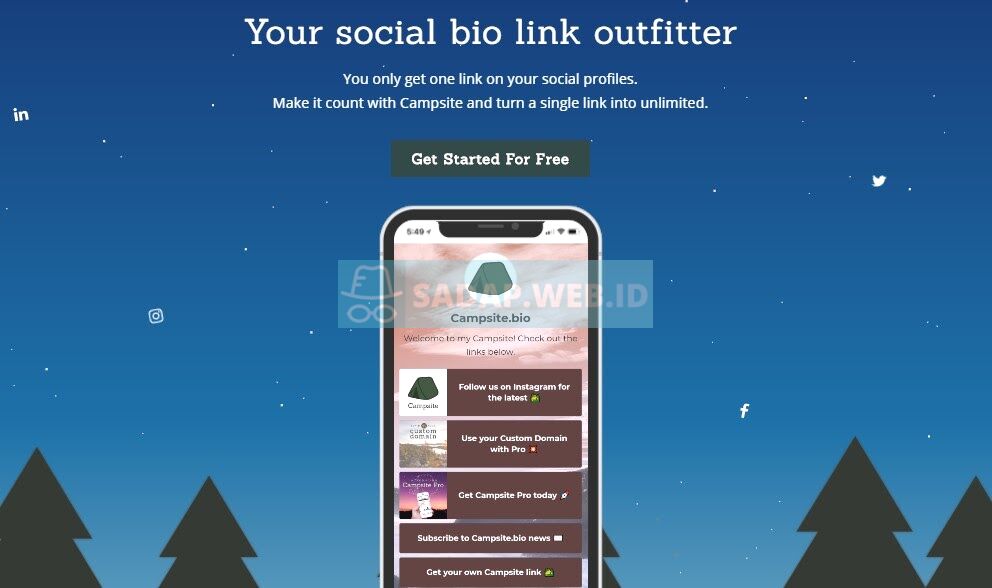 Your social bio link outfitter
You only get one link on your social profiles.
Make it count with Campsite and turn a single link into unlimited.
in
Get Started For Free
5:49
SADAP.WEB.ID
Campsite.bio
Welcome to my Campsite! Check out the
links below.
Follow us on Instagram for
the latest
Campsite
custom
domain
Use your Custom Domain
with Pro
Campsite Pro
Get Campsite Pro today
Subscribe to Campsite.bio news
Get your own Campsite link